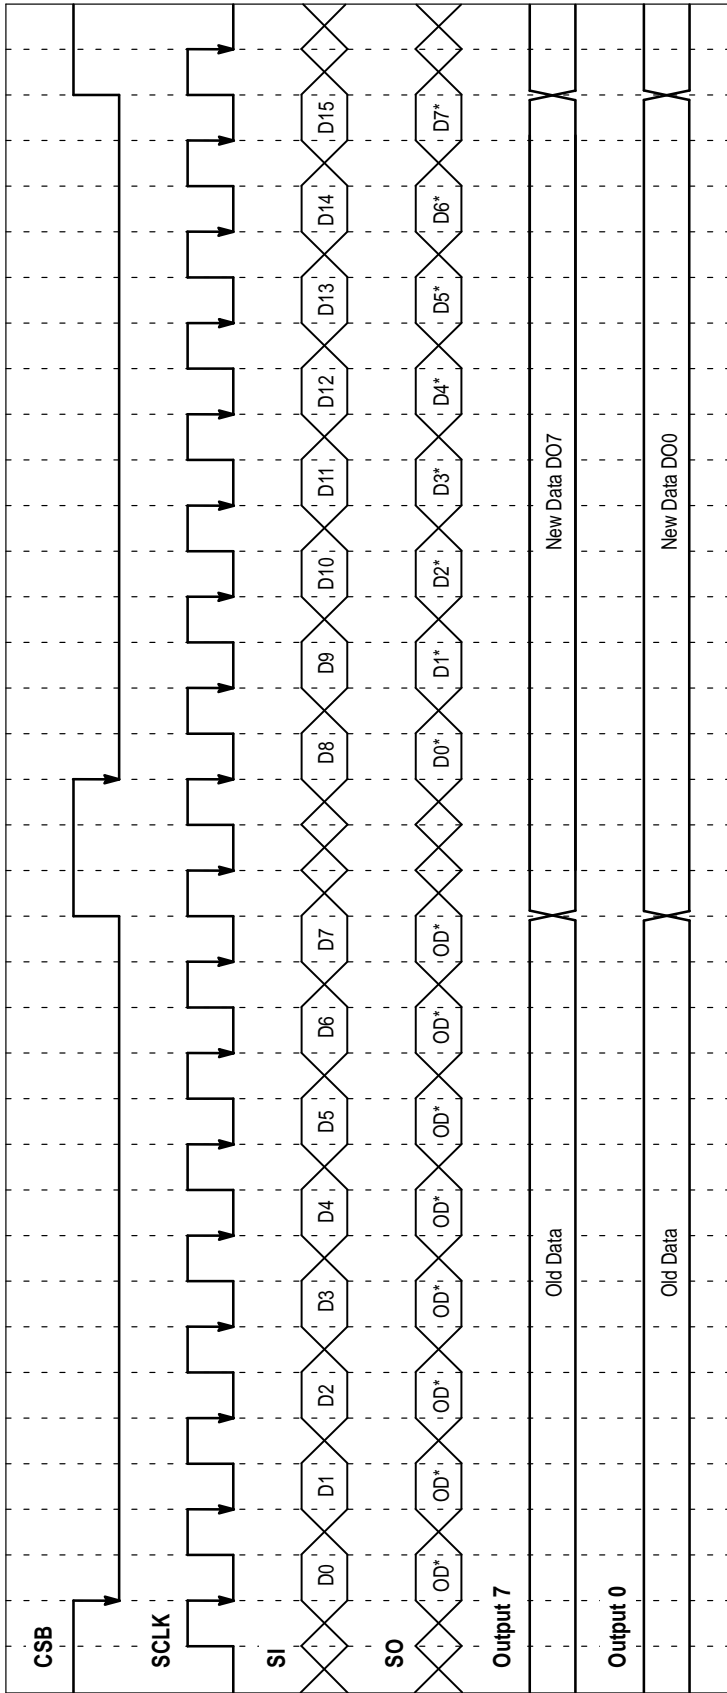 CSB
SCLK
SI
D0 D1 D2 D3 D4 D5 D6 D7 D8 D9 D10 D11 D12 D13 D14 D15
SO
OD* OD* OD* OD* OD* OD* OD* OD* D0* D1* D2* D3* D4* D5* D6* D7*
Output 7
Old Data New Data DO7
Output 0
Old Data New Data DO0